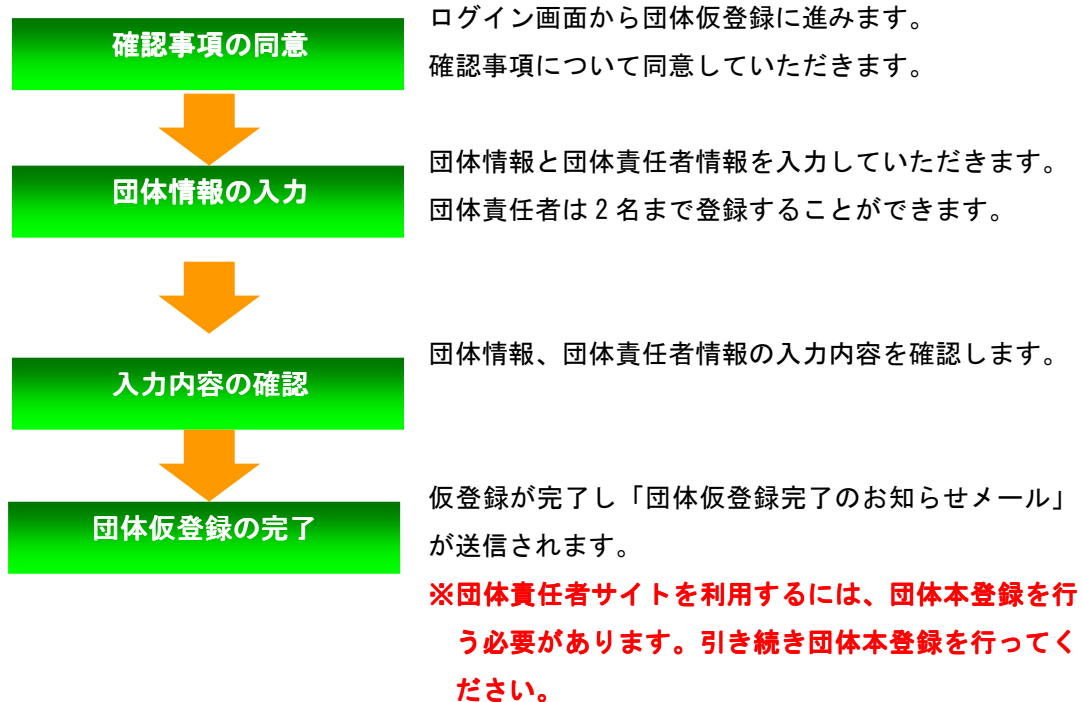 確認事項の同意
ログイン画面から団体仮登録に進みます。
確認事項について同意していただきます。
団体情報の入力
団体情報と団体責任者情報を入力していただきます。
団体責任者は２名まで登録することができます。
入力内容の確認
団体情報、団体責任者情報の入力内容を確認します。
団体仮登録の完了
仮登録が完了し「団体仮登録完了のお知らせメール」
が送信されます。
※団体責任者サイトを利用するには、団体本登録を行
う必要があります。引き続き団体本登録を行ってく
ださい。